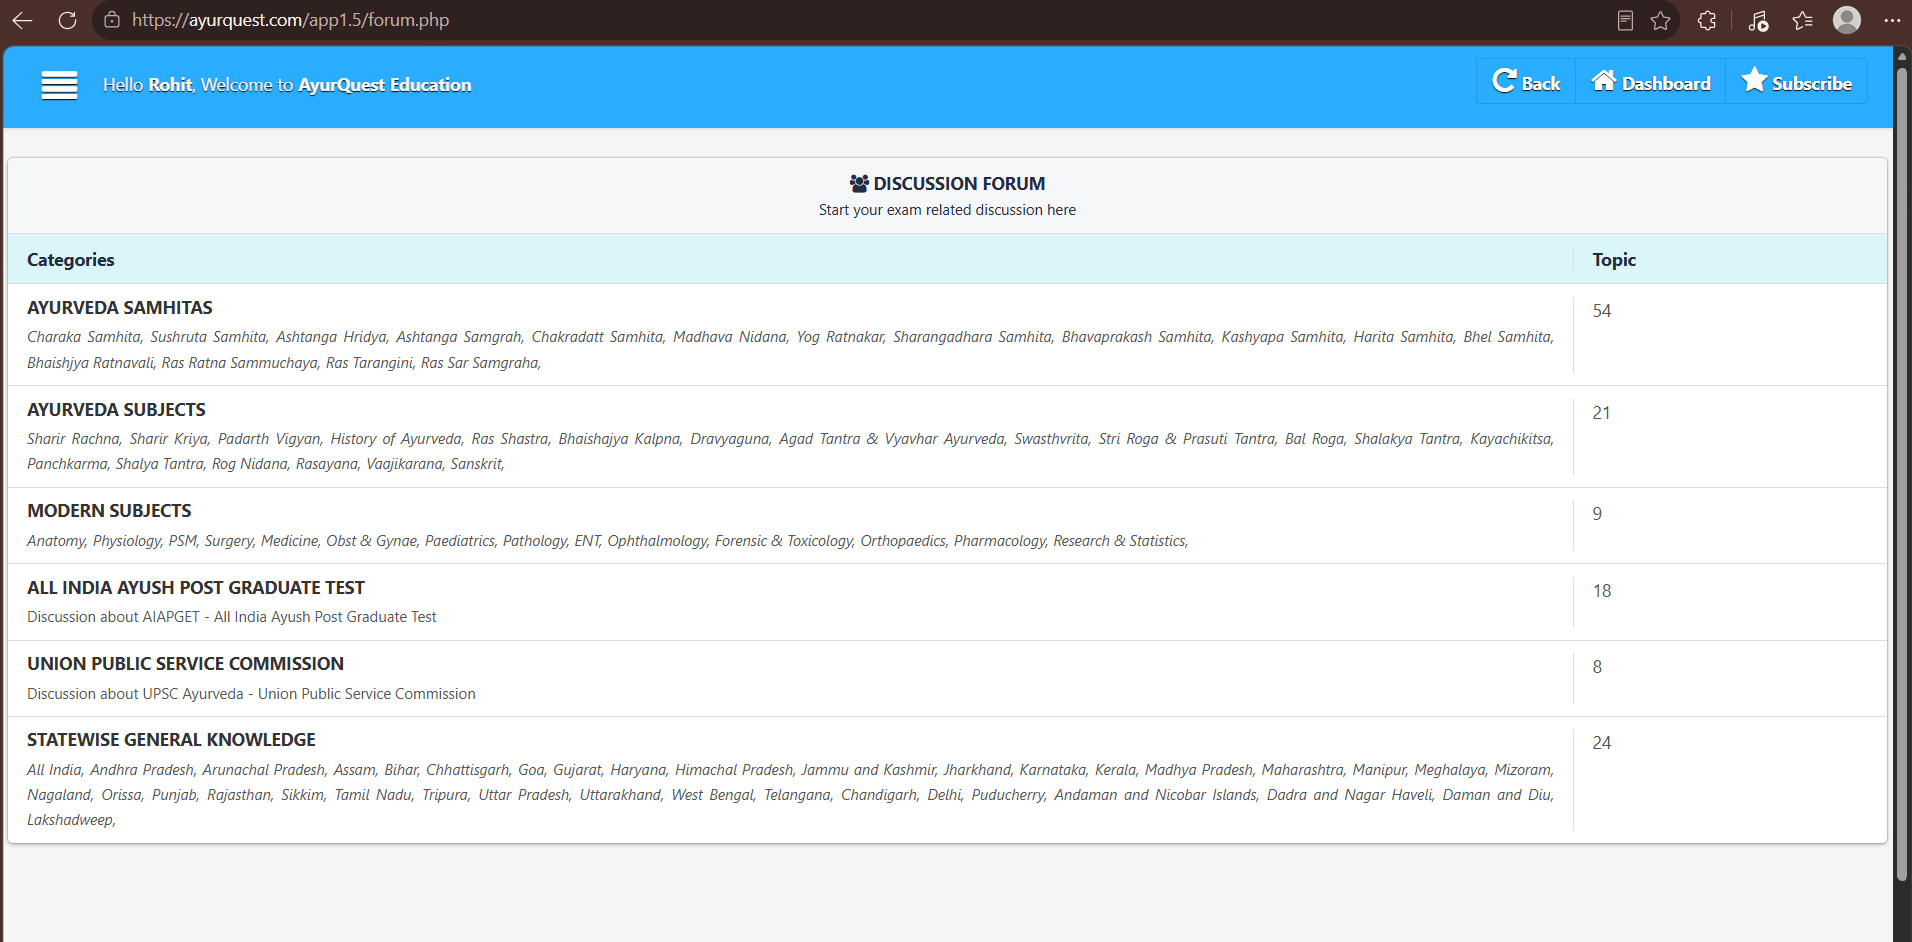 https://ayurquest.com/app1.5/forum.php
Hello Rohit, Welcome to AyurQuest Education
Back
Dashboard
Subscribe
DISCUSSION FORUM
Start your exam related discussion here
Categories
Topic
AYURVEDA SAMHITAS
54
Charaka Samhita, Sushruta Samhita, Ashtanga Hridya, Ashtanga Samgrah, Chakradatt Samhita, Madhava Nidana, Yog Ratnakar, Sharangadhara Samhita, Bhavaprakash Samhita, Kashyapa Samhita, Harita Samhita, Bhel Samhita,
Bhaishjya Ratnavali, Ras Ratna Sammuchaya, Ras Tarangini, Ras Sar Samgraha,
AYURVEDA SUBJECTS
21
Sharir Rachna, Sharir Kriya, Padarth Vigyan, History of Ayurveda, Ras Shastra, Bhaishajya Kalpna, Dravyaguna, Agad Tantra & Vyavhar Ayurveda, Swasthvrita, Stri Roga & Prasuti Tantra, Bal Roga, Shalakya Tantra, Kayachikitsa,
Panchkarma, Shalya Tantra, Rog Nidana, Rasayana, Vaajikarana, Sanskrit,
MODERN SUBJECTS
9
Anatomy, Physiology, PSM, Surgery, Medicine, Obst & Gynae, Paediatrics, Pathology, ENT, Ophthalmology, Forensic & Toxicology, Orthopaedics, Pharmacology, Research & Statistics,
ALL INDIA AYUSH POST GRADUATE TEST
18
Discussion about AIAPGET - All India Ayush Post Graduate Test
UNION PUBLIC SERVICE COMMISSION
8
Discussion about UPSC Ayurveda - Union Public Service Commission
STATEWISE GENERAL KNOWLEDGE
24
All India, Andhra Pradesh, Arunachal Pradesh, Assam, Bihar, Chhattisgarh, Goa, Gujarat, Haryana, Himachal Pradesh, Jammu and Kashmir, Jharkhand, Karnataka, Kerala, Madhya Pradesh, Maharashtra, Manipur, Meghalaya, Mizoram,
Nagaland, Orissa, Punjab, Rajasthan, Sikkim, Tamil Nadu, Tripura, Uttar Pradesh, Uttarakhand, West Bengal, Telangana, Chandigarh, Delhi, Puducherry, Andaman and Nicobar Islands, Dadra and Nagar Haveli, Daman and Diu,
Lakshadweep,